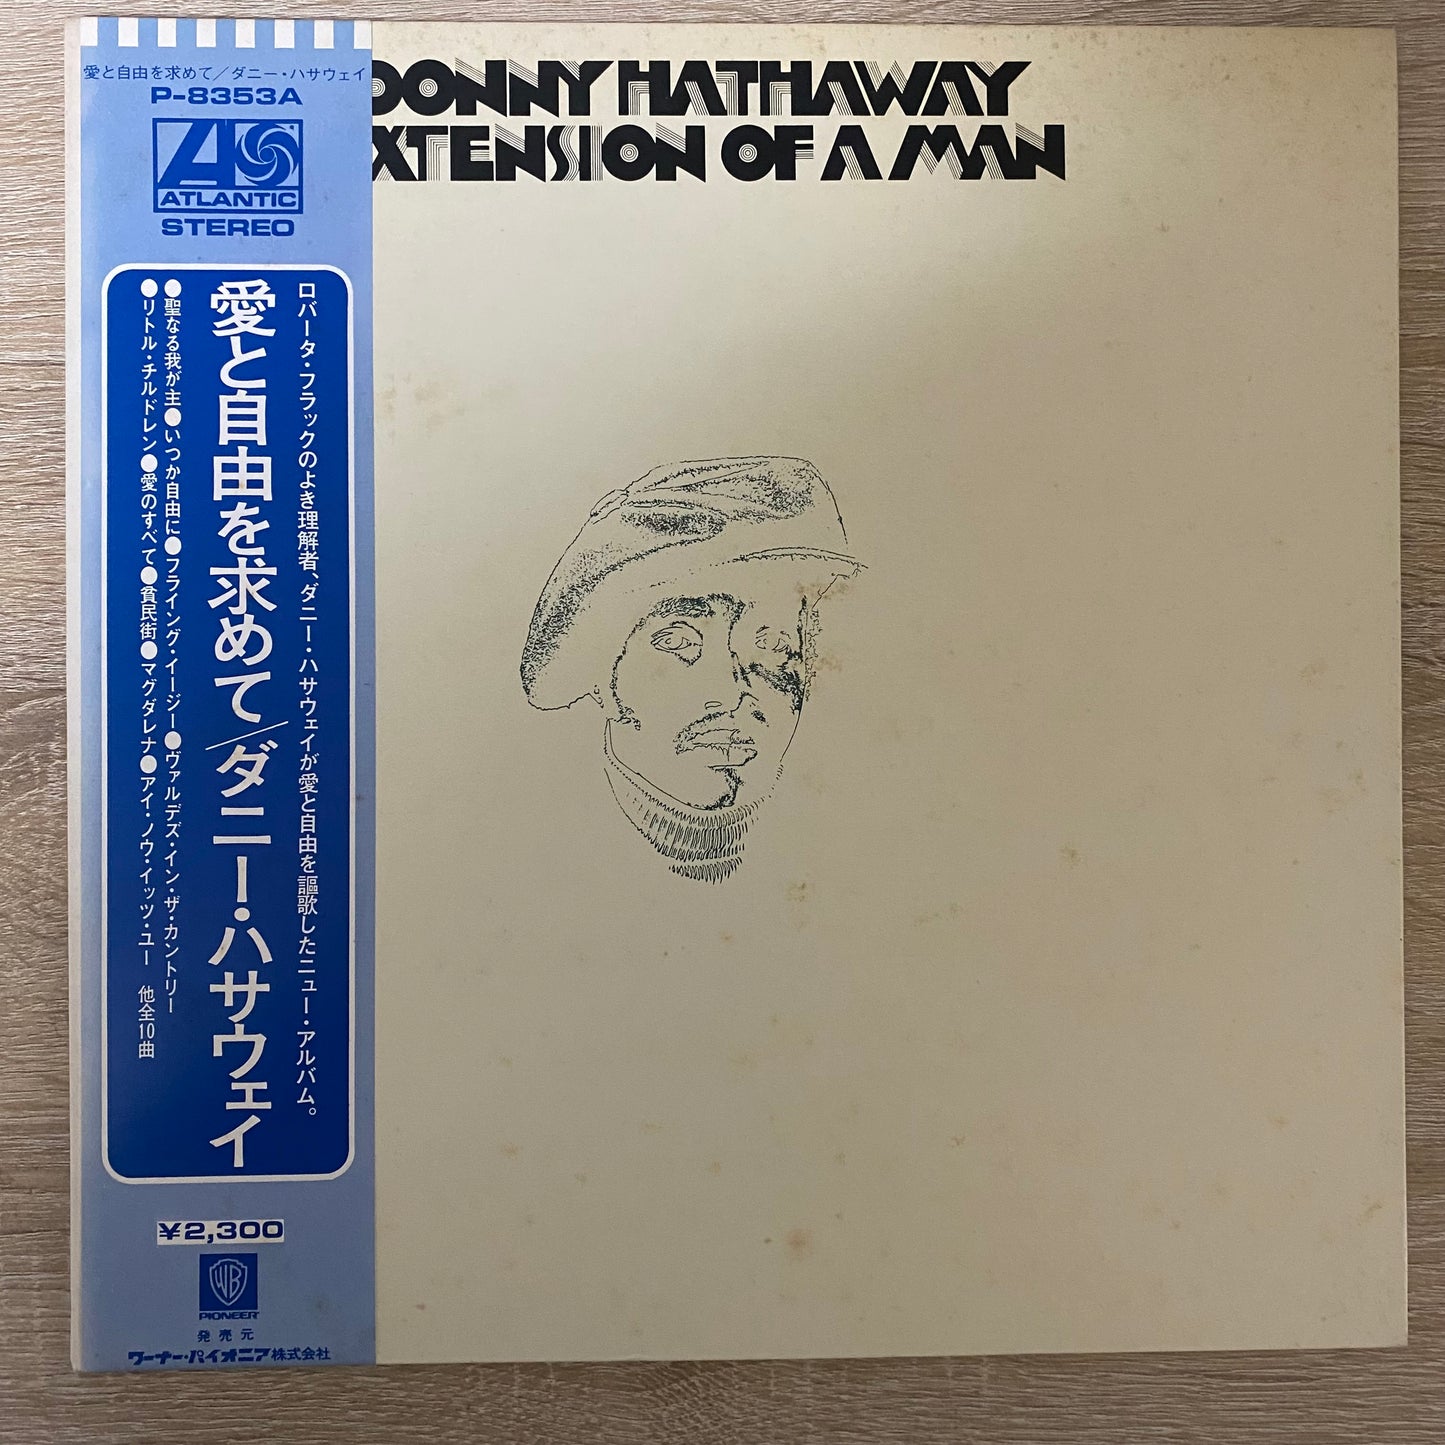 愛と自由を求めて/ダニー・ハサウェイ
P-8353A
ATLANTIC
STEREO
ロバータ・フラックのよき理解者、ダニー・ハサウェイが愛と自由を謳歌したニュー・アルバム。
愛と自由を求めて/ダニー・ハサウェイ
●聖なる我が主●いつか自由に●フライング・イージー●ヴァルデズ・イン・ザ・カントリー
●リトル・チルドレン●愛のすべて●貧民街●マグダレナ●アイ・ノウ・イッツ・ユー 他全10曲
¥2,300
WB
PIONEER
発売元
ワーナー・パイオニア株式会社
DONNY HATHAWAY
XTENSION OF A MAN